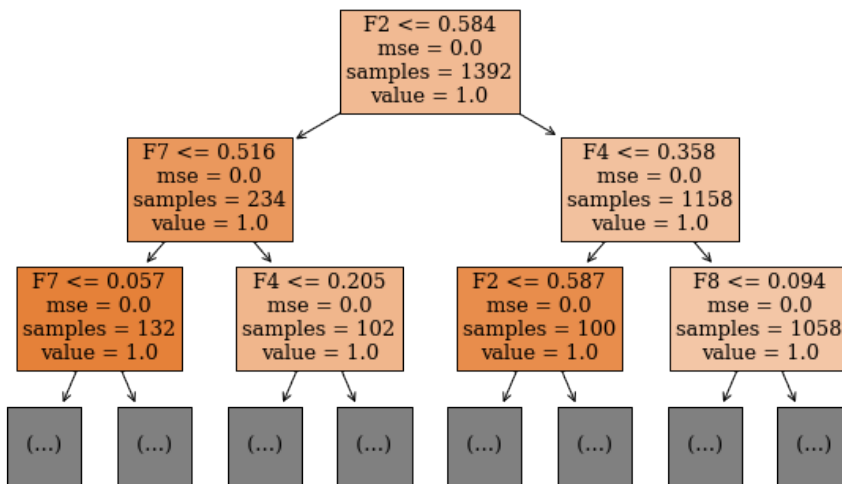 F2 <= 0.584
mse = 0.0
samples = 1392
value = 1.0
F7 <= 0.516
mse = 0.0
samples = 234
value = 1.0
F4 <= 0.358
mse = 0.0
samples = 1158
value = 1.0
F7 <= 0.057
mse = 0.0
samples = 132
value = 1.0
F4 <= 0.205
mse = 0.0
samples = 102
value = 1.0
F2 <= 0.587
mse = 0.0
samples = 100
value = 1.0
F8 <= 0.094
mse = 0.0
samples = 1058
value = 1.0
(...)
(...)
(...)
(...)
(...)
(...)
(...)
(...)